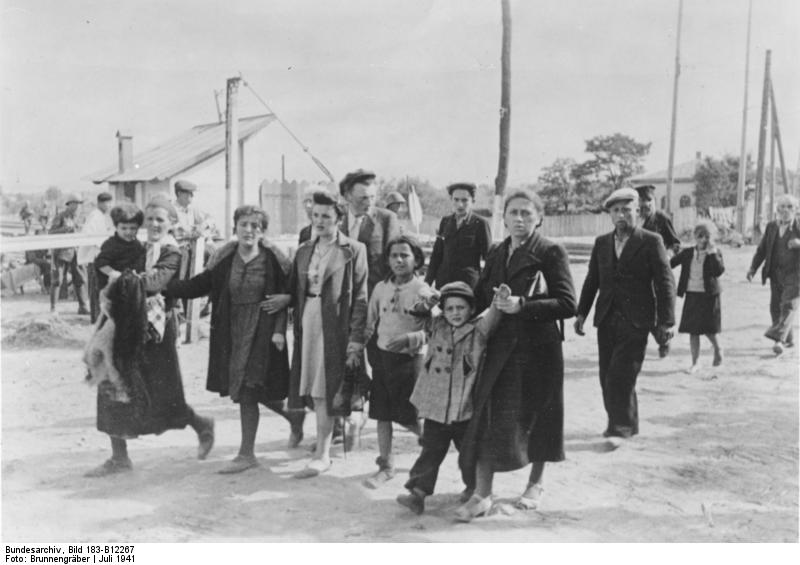 Bundesarchiv, Bild 183-B12267
Foto: Brunnengräber | Juli 1941